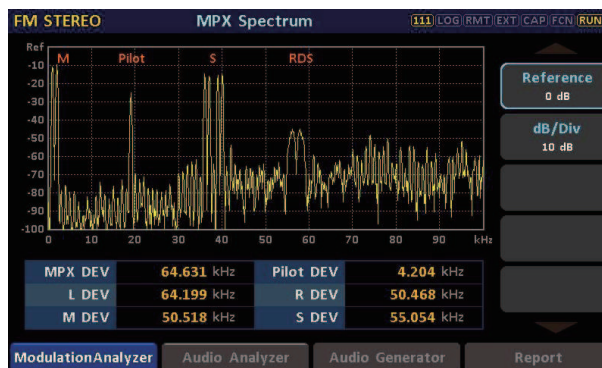 FM STEREO MPX Spectrum 111 LOG RMT EXT CAP FCN RUN
Ref M Pilot S RDS
-10
-20
-30
-40
-50
-60
-70
-80
-90
-100
0 10 20 30 40 50 60 70 80 90 kHz
Reference
0 dB
dB/Div
10 dB
MPX DEV 64.631 kHz Pilot DEV 4.204 kHz
L DEV 64.199 kHz R DEV 50.468 kHz
M DEV 50.518 kHz S DEV 55.054 kHz
ModulationAnalyzer Audio Analyzer Audio Generator Report